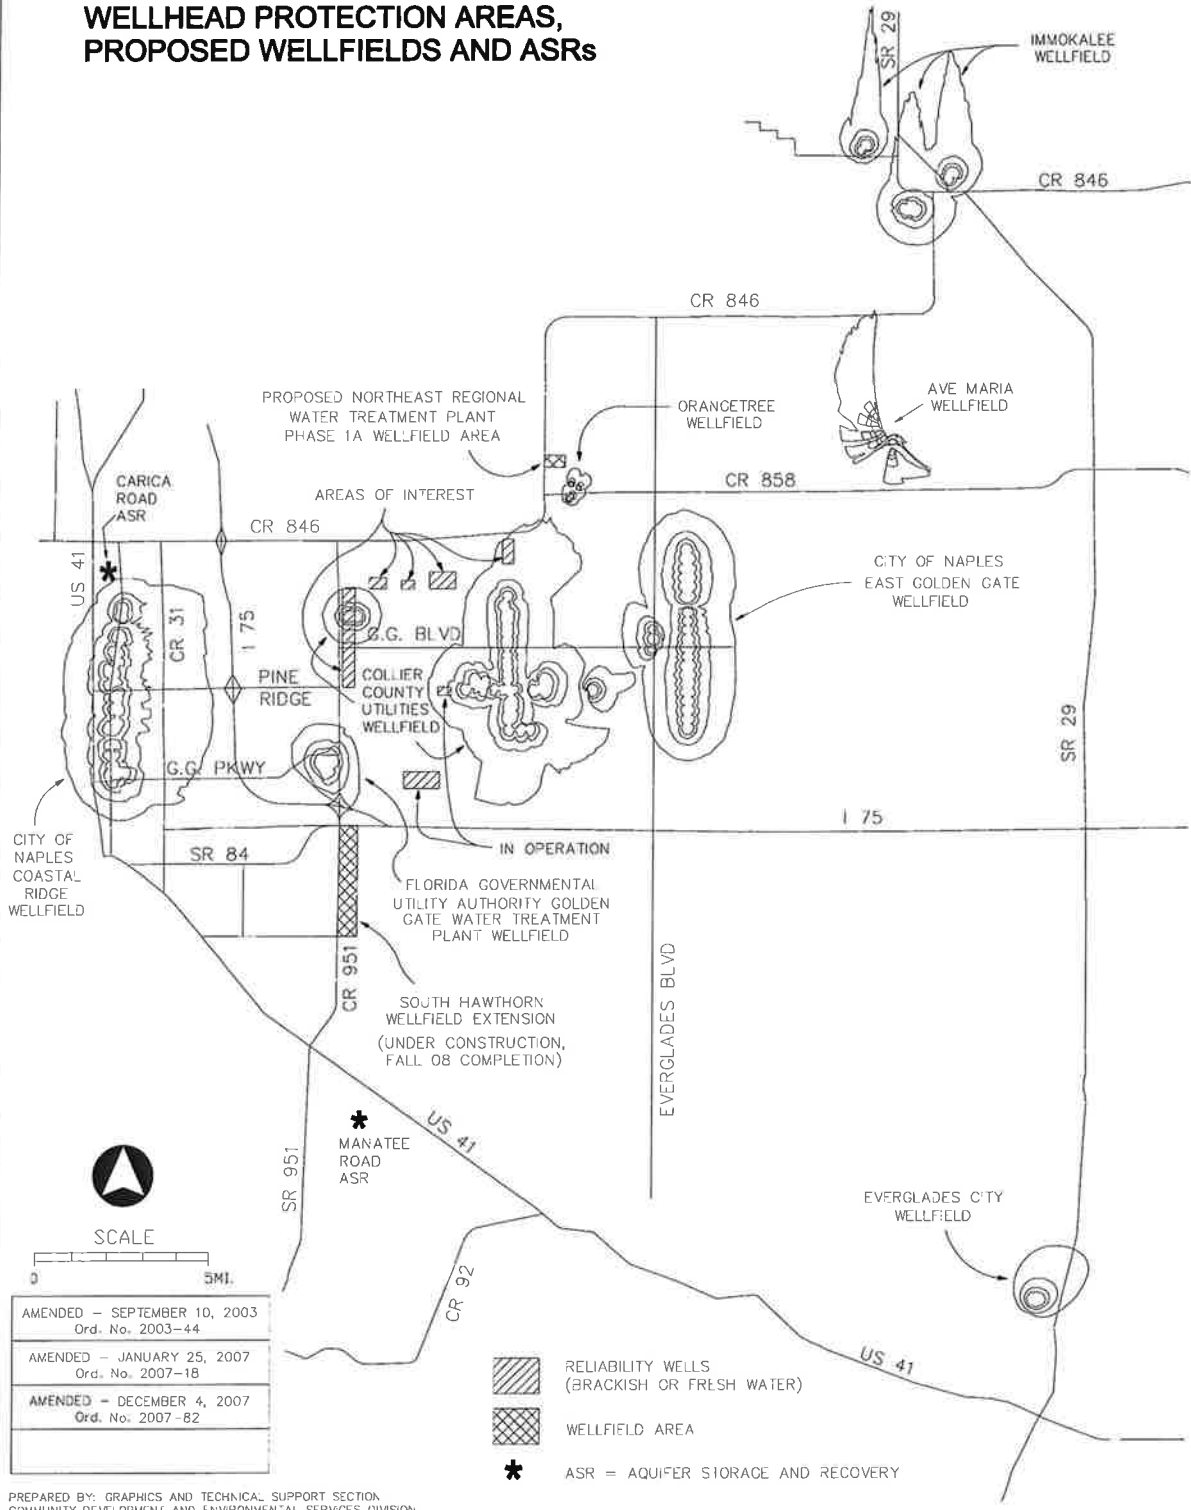 WELLHEAD PROTECTION AREAS,
PROPOSED WELLFIELDS AND ASRs
SR 29
IMMOKALEE
WELLFIELD
CR 846
CR 846
PROPOSED NORTHEAST REGIONAL
WATER TREATMENT PLANT
PHASE 1A WELLFIELD AREA
ORANGETREE
WELLFIELD
AVE MARIA
WELLFIELD
CARICA
ROAD
ASR
AREAS OF INTEREST
CR 858
CR 846
US 41
CR 31
I 75
G.G. BLVD
CITY OF NAPLES
EAST GOLDEN GATE
WELLFIELD
PINE
RIDGE
COLLIER
COUNTY
UTILITIES
WELLFIELD
SR 29
G.G. PKWY
I 75
CITY OF
NAPLES
COASTAL
RIDGE
WELLFIELD
SR 84
IN OPERATION
FLORIDA GOVERNMENTAL
UTILITY AUTHORITY GOLDEN
GATE WATER TREATMENT
PLANT WELLFIELD
CR 951
SOUTH HAWTHORN
WELLFIELD EXTENSION
(UNDER CONSTRUCTION,
FALL 08 COMPLETION)
EVERGLADES BLVD
US 41
MANATEE
ROAD
ASR
SR 951
EVERGLADES CITY
WELLFIELD
SCALE
0 5MI.
CR 92
AMENDED – SEPTEMBER 10, 2003
Ord. No. 2003-44
AMENDED – JANUARY 25, 2007
Ord. No. 2007-18
AMENDED – DECEMBER 4, 2007
Ord. No. 2007-82
US 41
RELIABILITY WELLS
(BRACKISH OR FRESH WATER)
WELLFIELD AREA
ASR = AQUIFER STORAGE AND RECOVERY
PREPARED BY: GRAPHICS AND TECHNICAL SUPPORT SECTION
COMMUNITY DEVELOPMENT AND ENVIRONMENTAL SERVICES DIVISION